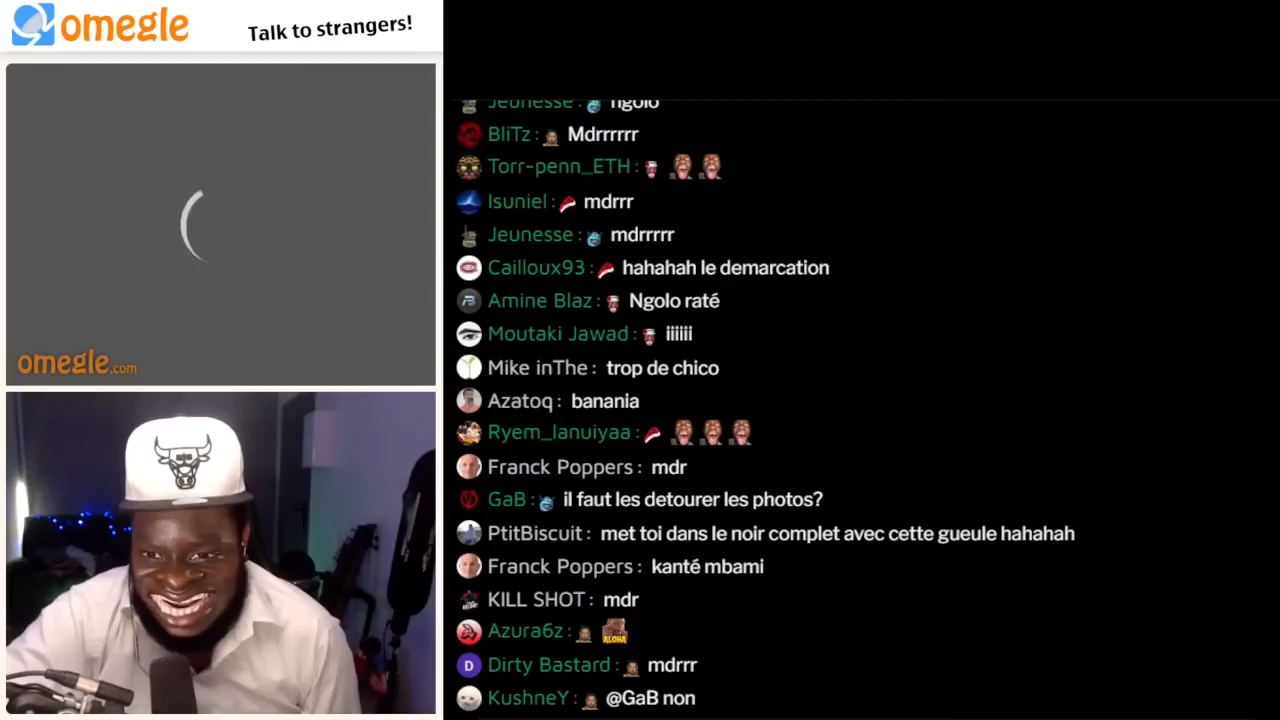 omegle
Talk to strangers!
omegle.com
Jeunesse : ngolo
BliTz : Mdrrrrrr
Torr-penn_ETH :
Isuniel : mdrrr
Jeunesse : mdrrrrr
Cailloux93 : hahahah le demarcation
Amine Blaz : Ngolo raté
Moutaki Jawad : iiiiii
Mike inThe : trop de chico
Azatoq : banania
Ryem_lanuiyaa :
Franck Poppers : mdr
GaB : il faut les detourer les photos?
PtitBiscuit : met toi dans le noir complet avec cette gueule hahahah
Franck Poppers : kanté mbami
KILL SHOT : mdr
Azura6z : ALOHA
D Dirty Bastard : mdrrr
KushneY : @GaB non